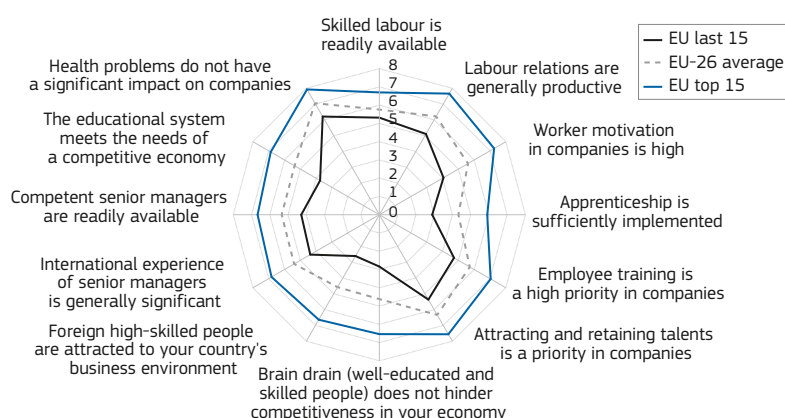 Skilled labour is
readily available
Labour relations are
generally productive
Worker motivation
in companies is high
Apprenticeship is
sufficiently implemented
Employee training is
a high priority in companies
Attracting and retaining talents
is a priority in companies
Brain drain (well-educated and
skilled people) does not hinder
competitiveness in your economy
Foreign high-skilled people
are attracted to your country's
business environment
International experience
of senior managers
is generally significant
Competent senior managers
are readily available
The educational system
meets the needs of
a competitive economy
Health problems do not have
a significant impact on companies
8
7
6
5
4
3
2
1
0
EU last 15
EU-26 average
EU top 15